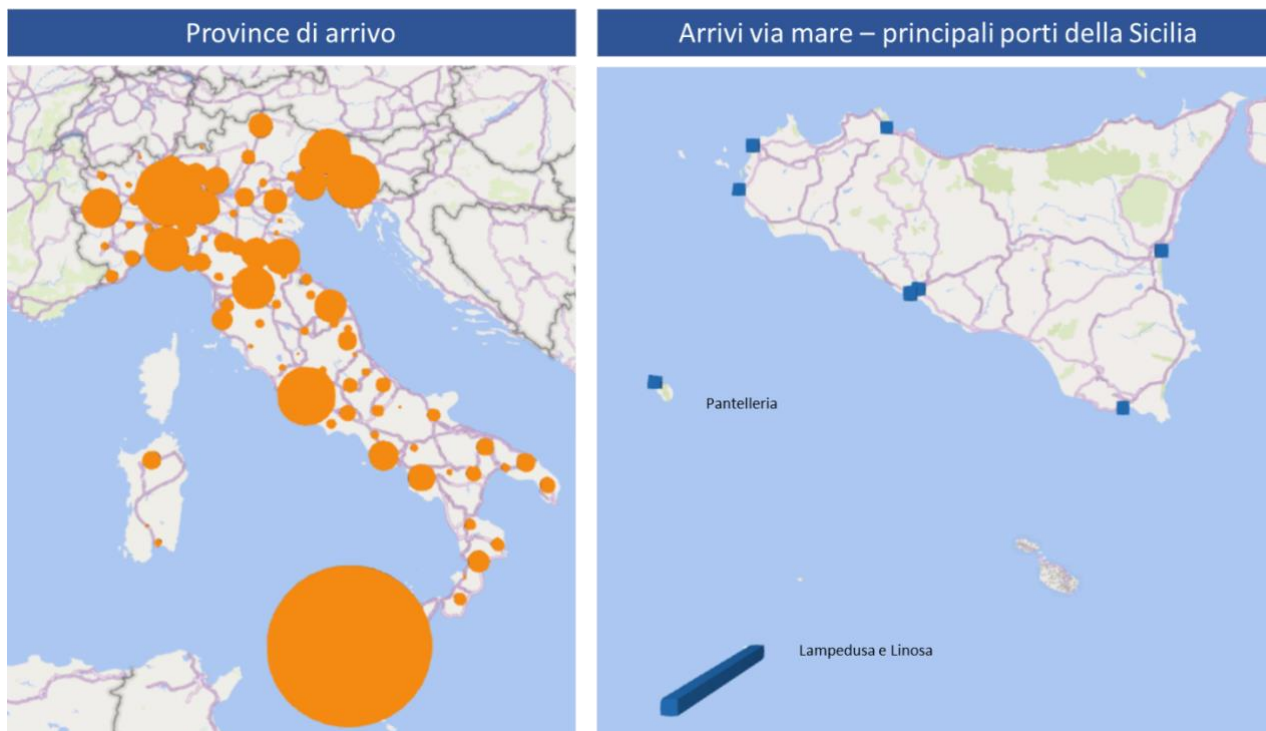 Province di arrivo
Arrivi via mare – principali porti della Sicilia
Pantelleria
Lampedusa e Linosa